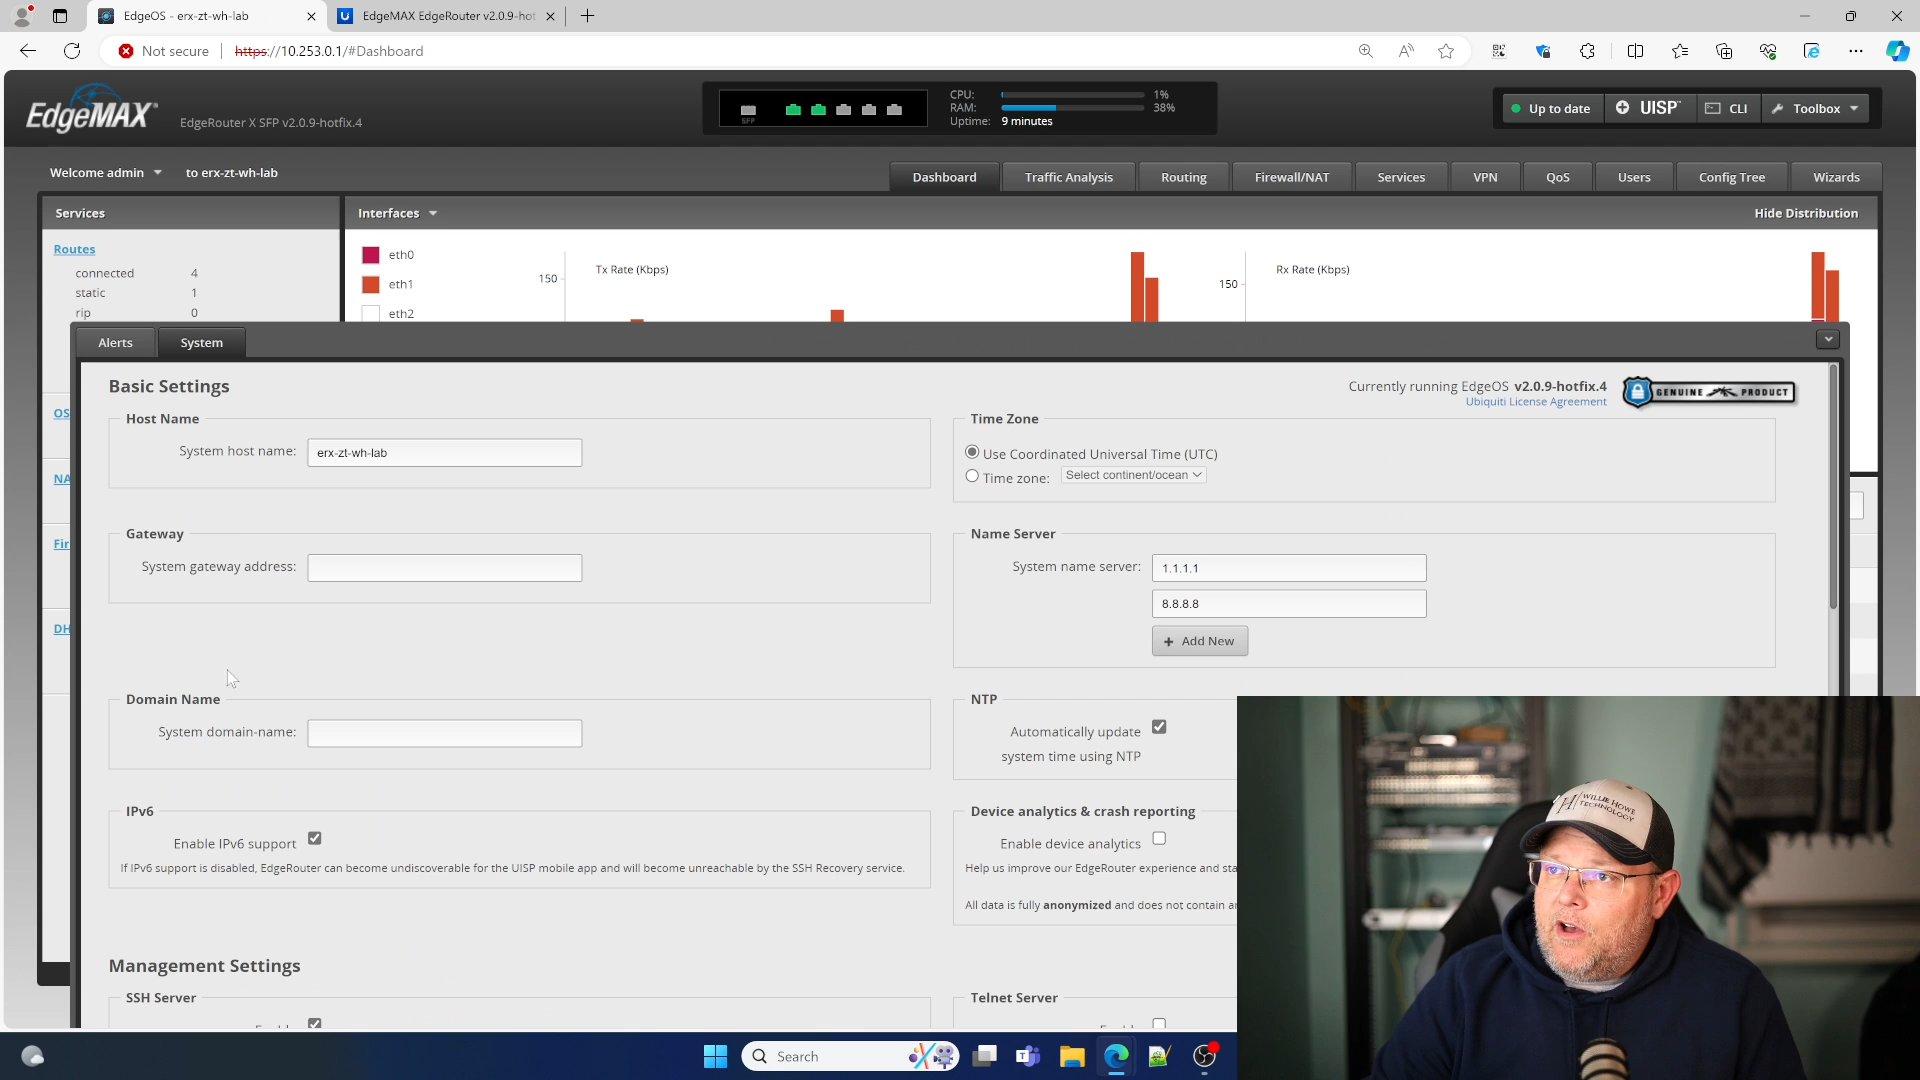 EdgeOS - erx-zt-wh-lab
EdgeMAX EdgeRouter v2.0.9-hot
Not secure
https://10.253.0.1/#Dashboard
EdgeMAX
EdgeRouter X SFP v2.0.9-hotfix.4
SFP
CPU: 1%
RAM: 38%
Uptime: 9 minutes
Up to date
UISP
CLI
Toolbox
Welcome admin
to erx-zt-wh-lab
Dashboard
Traffic Analysis
Routing
Firewall/NAT
Services
VPN
QoS
Users
Config Tree
Wizards
Services
Interfaces
Hide Distribution
Routes
connected 4
static 1
rip 0
eth0
eth1
eth2
150
Tx Rate (Kbps)
150
Rx Rate (Kbps)
OS
NA
Fir
DH
Alerts
System
Basic Settings
Currently running EdgeOS v2.0.9-hotfix.4
Ubiquiti License Agreement
GENUINE PRODUCT
Host Name
System host name: erx-zt-wh-lab
Time Zone
Use Coordinated Universal Time (UTC)
Time zone: Select continent/ocean
Gateway
System gateway address:
Name Server
System name server: 1.1.1.1
8.8.8.8
+ Add New
Domain Name
System domain-name:
NTP
Automatically update
system time using NTP
IPv6
Enable IPv6 support
If IPv6 support is disabled, EdgeRouter can become undiscoverable for the UISP mobile app and will become unreachable by the SSH Recovery service.
Device analytics & crash reporting
Enable device analytics
Help us improve our EdgeRouter experience and sta
All data is fully anonymized and does not contain
Management Settings
SSH Server
Telnet Server
WILLIE HOWE
TECHNOLOGY
Search